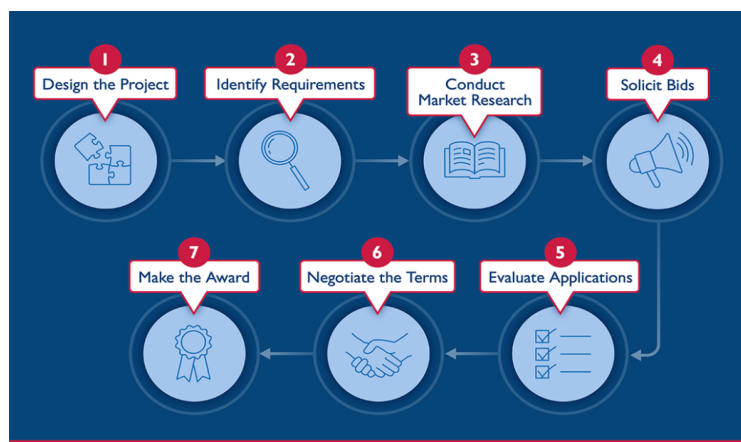 1
Design the Project
2
Identify Requirements
3
Conduct
Market Research
4
Solicit Bids
5
Evaluate Applications
6
Negotiate the Terms
7
Make the Award